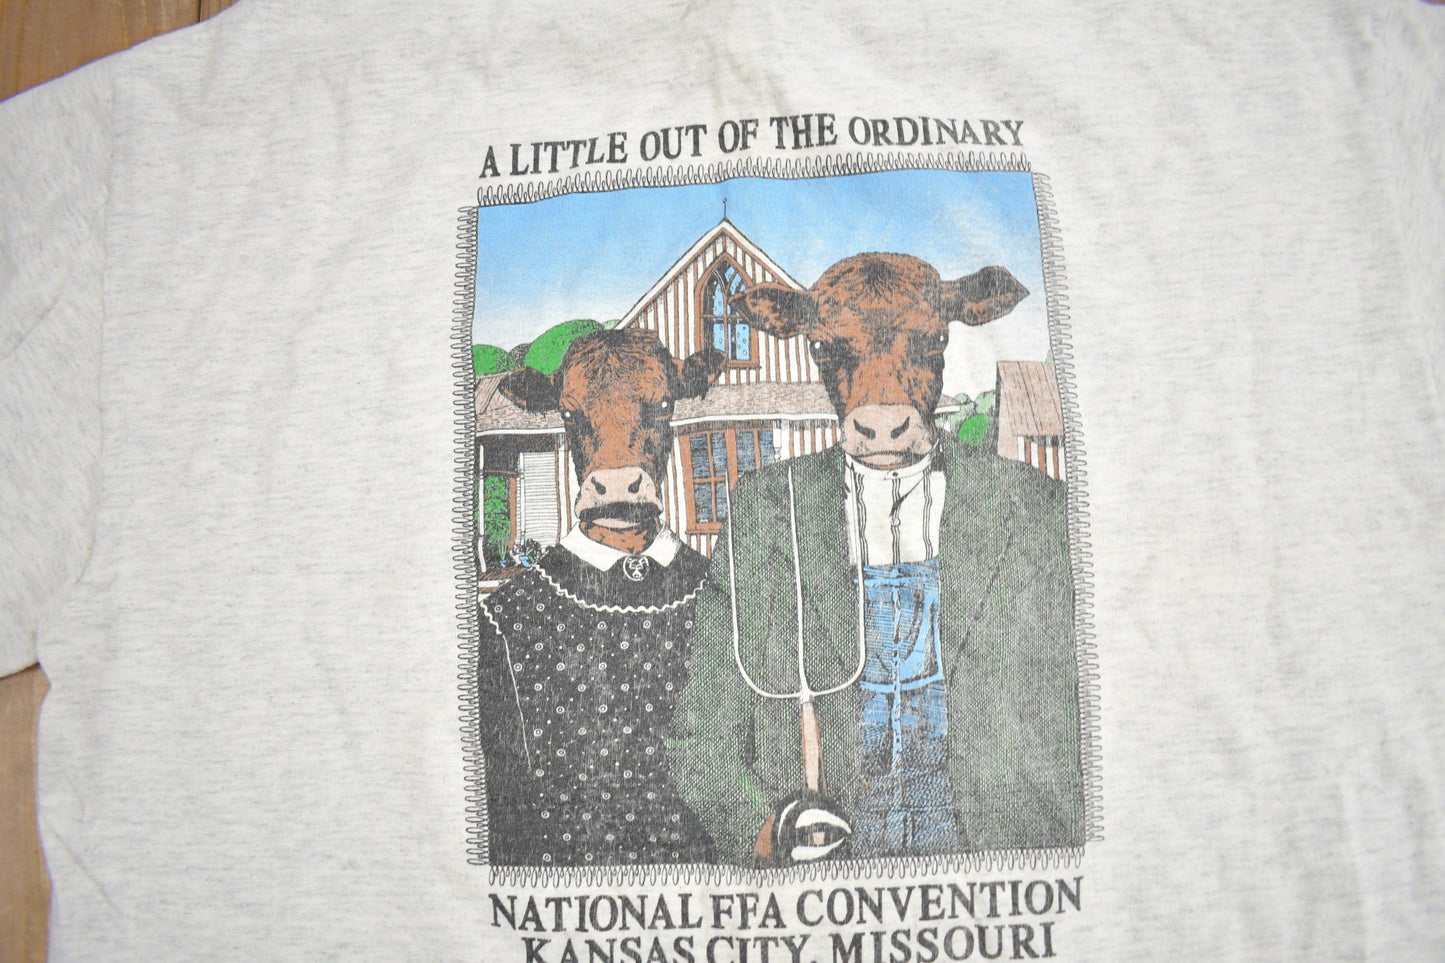 A LITTLE OUT OF THE ORDINARY
NATIONAL FFA CONVENTION
KANSAS CITY, MISSOURI